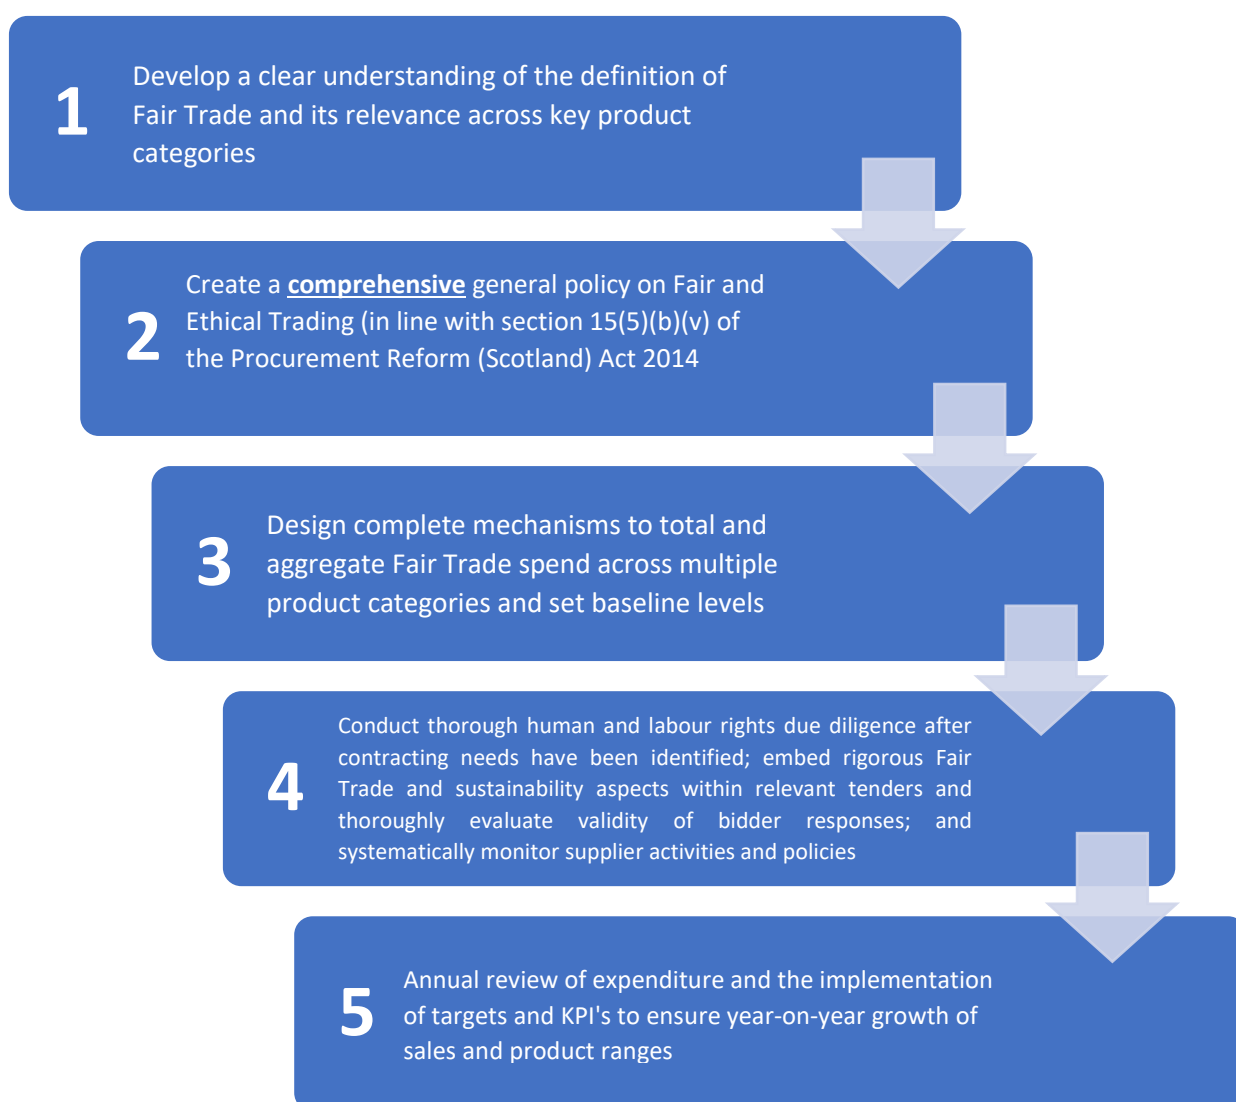 1
Develop a clear understanding of the definition of
Fair Trade and its relevance across key product
categories
2
Create a comprehensive general policy on Fair and
Ethical Trading (in line with section 15(5)(b)(v) of
the Procurement Reform (Scotland) Act 2014
3
Design complete mechanisms to total and
aggregate Fair Trade spend across multiple
product categories and set baseline levels
4
Conduct thorough human and labour rights due diligence after
contracting needs have been identified; embed rigorous Fair
Trade and sustainability aspects within relevant tenders and
thoroughly evaluate validity of bidder responses; and
systematically monitor supplier activities and policies
5
Annual review of expenditure and the implementation
of targets and KPI's to ensure year-on-year growth of
sales and product ranges